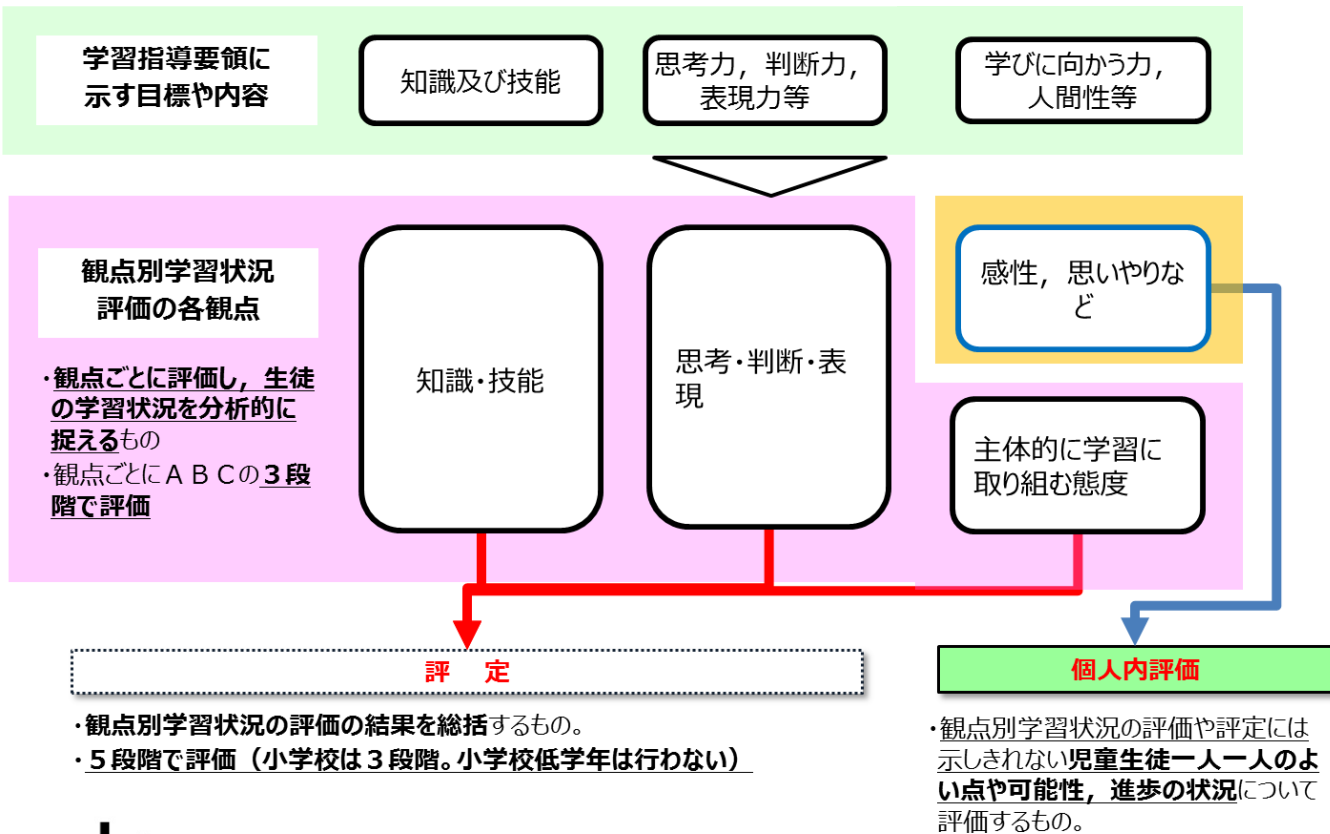 学習指導要領に
示す目標や内容
知識及び技能
思考力，判断力，
表現力等
学びに向かう力，
人間性等
観点別学習状況
評価の各観点
・観点ごとに評価し，生徒
の学習状況を分析的に
捉えるもの
・観点ごとにＡＢＣの３段
階で評価
知識・技能
思考・判断・表
現
感性，思いやりな
ど
主体的に学習に
取り組む態度
評　定
・観点別学習状況の評価の結果を総括するもの。
・５段階で評価（小学校は３段階。小学校低学年は行わない）
個人内評価
・観点別学習状況の評価や評定には
示しきれない児童生徒一人一人のよ
い点や可能性，進歩の状況について
評価するもの。